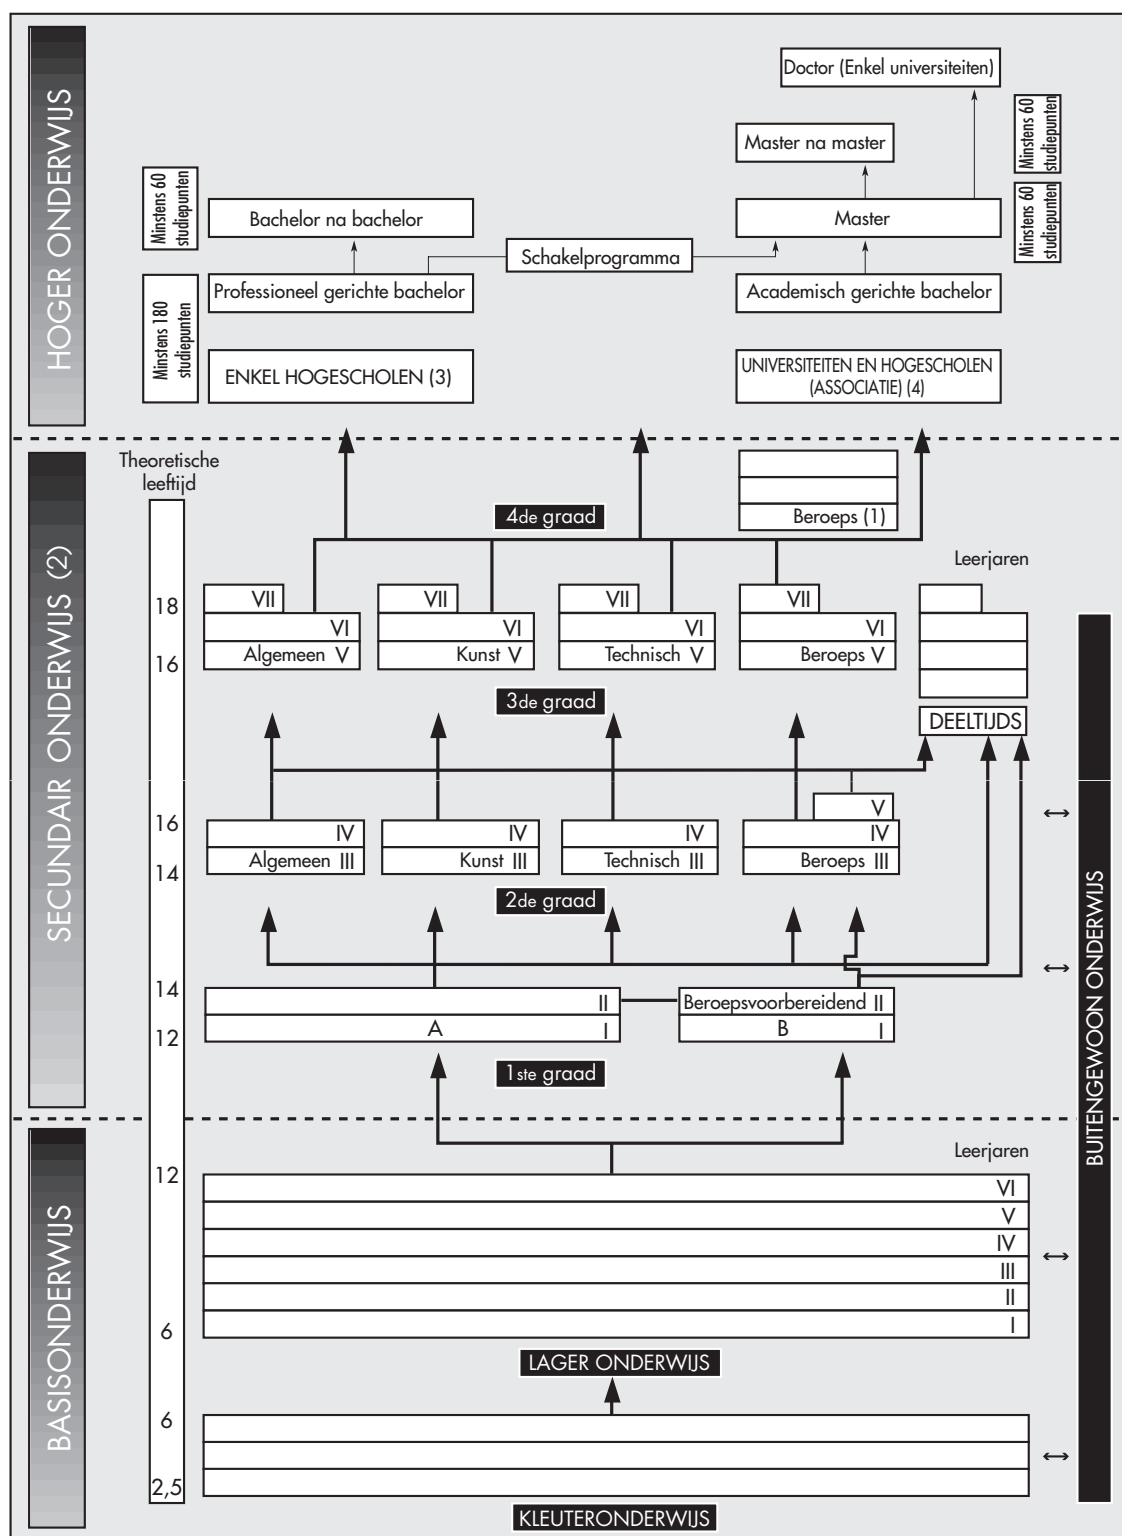 HOGER ONDERWIJS
Doctor (Enkel universiteiten)
Minstens 60
studiepunten
Master na master
Minstens 60
studiepunten
Bachelor na bachelor
Master
Minstens 60
studiepunten
Schakelprogramma
Minstens 180
studiepunten
Professioneel gerichte bachelor
Academisch gerichte bachelor
ENKEL HOGESCHOLEN (3)
UNIVERSITEITEN EN HOGESCHOLEN
(ASSOCIATIE) (4)
SECUNDAIR ONDERWIJS (2)
Theoretische
leeftijd
4de graad
Beroeps (1)
Leerjaren
18
VII
VII
VII
VII
VI
VI
VI
VI
16
Algemeen V
Kunst V
Technisch V
Beroeps V
3de graad
DEELTIJDS
16
V
IV
IV
IV
IV
14
Algemeen III
Kunst III
Technisch III
Beroeps III
2de graad
BUITENGEWOON ONDERWIJS
14
II
Beroepsvoorbereidend II
12
A I
B I
1ste graad
BASISONDERWIJS
Leerjaren
12
VI
V
IV
III
II
6
I
LAGER ONDERWIJS
6
2,5
KLEUTERONDERWIJS